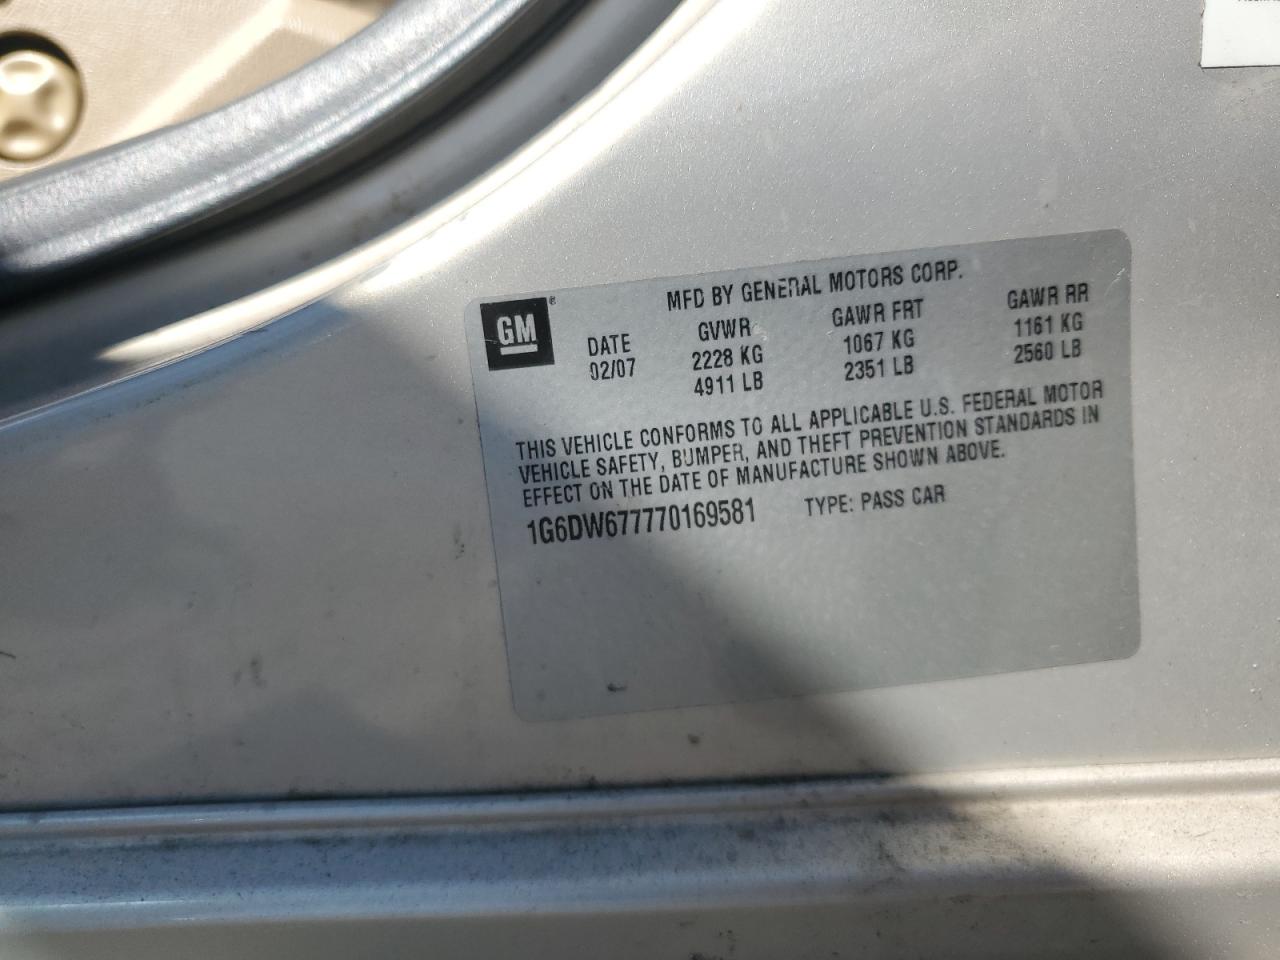 MFD BY GENERAL MOTORS CORP.
GM®
DATE GVWR GAWR FRT GAWR RR
02/07 2228 KG 1067 KG 1161 KG
4911 LB 2351 LB 2560 LB
THIS VEHICLE CONFORMS TO ALL APPLICABLE U.S. FEDERAL MOTOR
VEHICLE SAFETY, BUMPER, AND THEFT PREVENTION STANDARDS IN
EFFECT ON THE DATE OF MANUFACTURE SHOWN ABOVE.
1G6DW677770169581 TYPE: PASS CAR